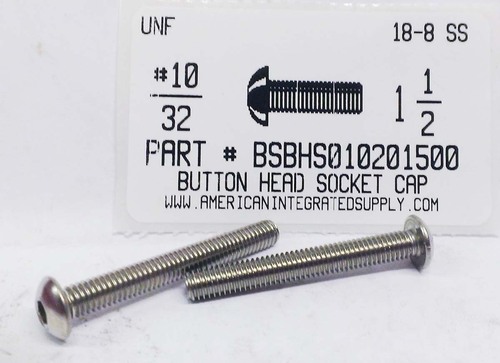 UNF 18-8 SS
#10
32
1 1
2
PART # BSBHS010201500
BUTTON HEAD SOCKET CAP
WWW.AMERICANINTEGRATEDSUPPLY.COM